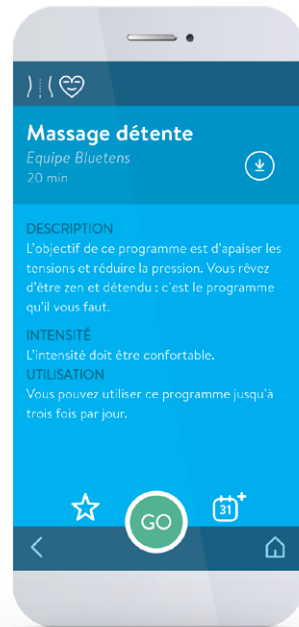 Massage détente
Equipe Bluetens
20 min
DESCRIPTION
L'objectif de ce programme est d'apaiser les
tensions et réduire la pression. Vous rêvez
d'être zen et détendu : c'est le programme
qu'il vous faut.
INTENSITÉ
L'intensité doit être confortable.
UTILISATION
Vous pouvez utiliser ce programme jusqu'à
trois fois par jour.
GO
31